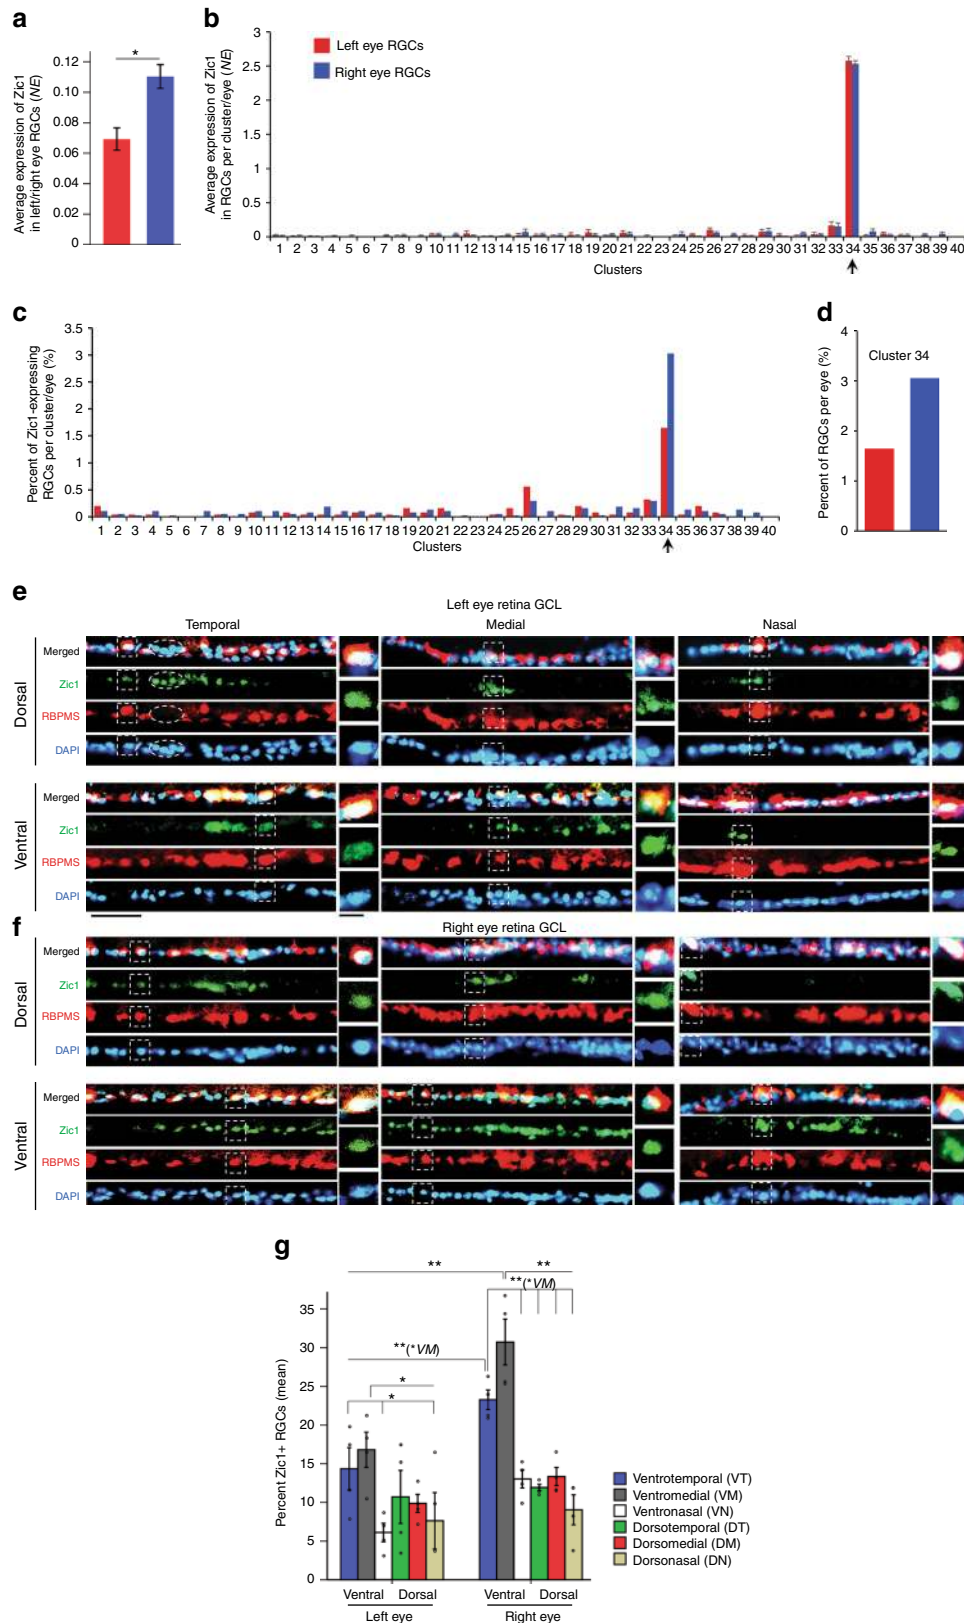 a
Average expression of Zic1
in left/right eye RGCs (NE)
0.12
0.10
0.08
0.06
0.04
0.02
0
*
b
Average expression of Zic1
in RGCs per cluster/eye (NE)
3
2.5
2
1.5
1
0.5
0
Left eye RGCs
Right eye RGCs
1 2 3 4 5 6 7 8 9 10 11 12 13 14 15 16 17 18 19 20 21 22 23 24 25 26 27 28 29 30 31 32 33 34 35 36 37 38 39 40
Clusters
c
Percent of Zic1-expressing
RGCs per cluster/eye (%)
3.5
3
2.5
2
1.5
1
0.5
0
1 2 3 4 5 6 7 8 9 10 11 12 13 14 15 16 17 18 19 20 21 22 23 24 25 26 27 28 29 30 31 32 33 34 35 36 37 38 39 40
Clusters
d
Percent of RGCs per eye (%)
4
3
2
1
0
Cluster 34
e
Left eye retina GCL
Temporal Medial Nasal
Dorsal
Merged
Zic1
RBPMS
DAPI
Ventral
Merged
Zic1
RBPMS
DAPI
f
Right eye retina GCL
Dorsal
Merged
Zic1
RBPMS
DAPI
Ventral
Merged
Zic1
RBPMS
DAPI
g
Percent Zic1+ RGCs (mean)
35
30
25
20
15
10
5
0
** **
**(*VM)
**(*VM)
*
*
Ventral Dorsal Ventral Dorsal
Left eye Right eye
Ventrotemporal (VT)
Ventromedial (VM)
Ventronasal (VN)
Dorsotemporal (DT)
Dorsomedial (DM)
Dorsonasal (DN)